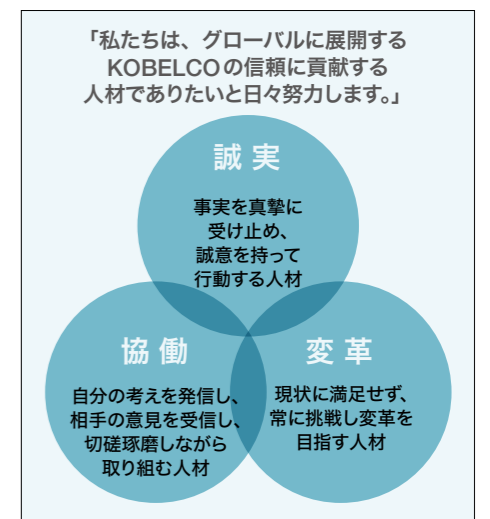 「私たちは、グローバルに展開する
KOBELCOの信頼に貢献する
人材でありたいと日々努力します。」
誠実
事実を真摯に
受け止め、
誠意を持って
行動する人材
協働
自分の考えを発信し、
相手の意見を受信し、
切磋琢磨しながら
取り組む人材
変革
現状に満足せず、
常に挑戦し変革を
目指す人材